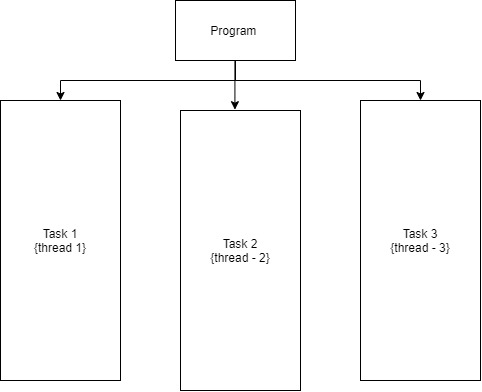 Program
Task 1
{thread 1}
Task 2
{thread - 2}
Task 3
{thread - 3}